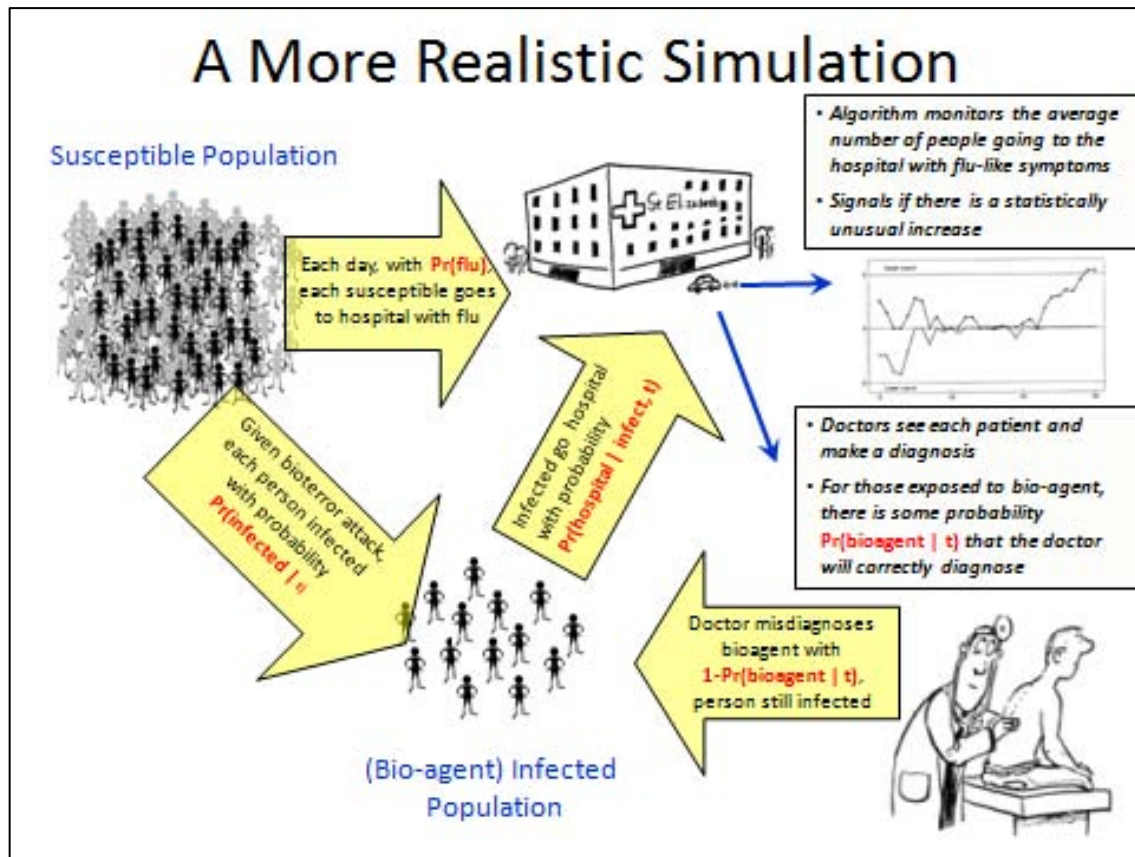 A More Realistic Simulation
Susceptible Population
Each day, with Pr(flu),
each susceptible goes
to hospital with flu
St Elizabeth
• Algorithm monitors the average
number of people going to the
hospital with flu-like symptoms
• Signals if there is a statistically
unusual increase
Given bioterror attack,
each person infected
with probability
Pr(infected | t)
Infected go hospital
with probability
Pr(hospital | infect, t)
• Doctors see each patient and
make a diagnosis
• For those exposed to bio-agent,
there is some probability
Pr(bioagent | t) that the doctor
will correctly diagnose
Doctor misdiagnoses
bioagent with
1-Pr(bioagent | t),
person still infected
(Bio-agent) Infected
Population